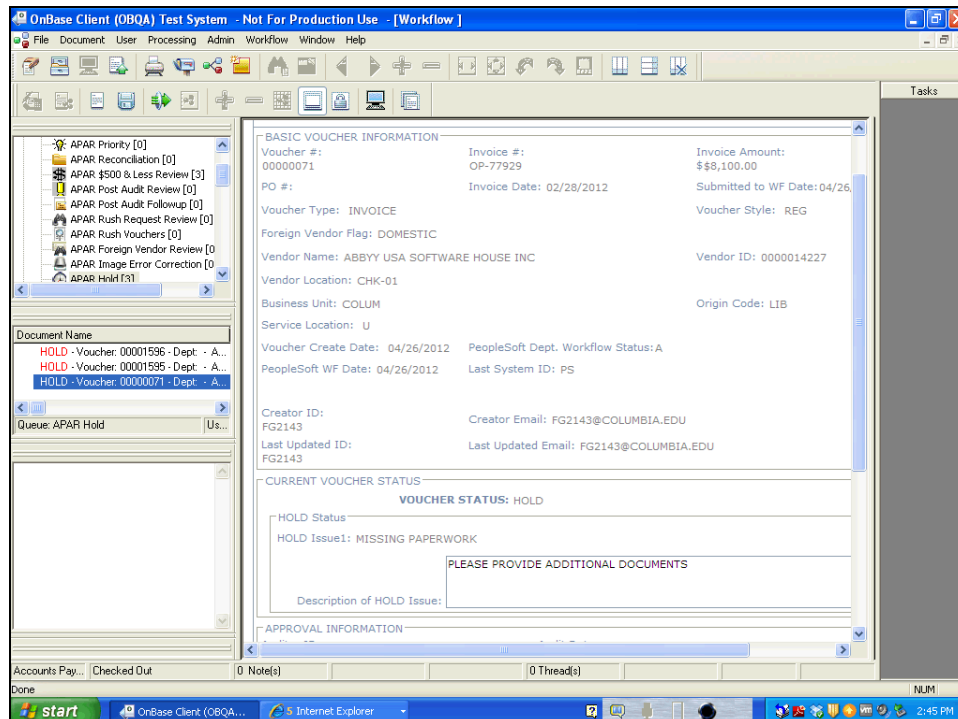 OnBase Client (OBQA) Test System - Not For Production Use - [Workflow ]
File Document User Processing Admin Workflow Window Help
Tasks
APAR Priority [0]
APAR Reconciliation [0]
APAR $500 & Less Review [3]
APAR Post Audit Review [0]
APAR Post Audit Followup [0]
APAR Rush Request Review [0]
APAR Rush Vouchers [0]
APAR Foreign Vendor Review [0
APAR Image Error Correction [0
APAR Hold [3]
Document Name
HOLD - Voucher: 00001596 - Dept: - A...
HOLD - Voucher: 00001595 - Dept: - A...
HOLD - Voucher: 00000071 - Dept: - A...
Queue: APAR Hold Us...
BASIC VOUCHER INFORMATION
Voucher #: Invoice #: Invoice Amount:
00000071 OP-77929 $$8,100.00
PO #: Invoice Date: 02/28/2012 Submitted to WF Date: 04/26,
Voucher Type: INVOICE Voucher Style: REG
Foreign Vendor Flag: DOMESTIC
Vendor Name: ABBYY USA SOFTWARE HOUSE INC Vendor ID: 0000014227
Vendor Location: CHK-01
Business Unit: COLUM Origin Code: LIB
Service Location: U
Voucher Create Date: 04/26/2012 PeopleSoft Dept. Workflow Status: A
PeopleSoft WF Date: 04/26/2012 Last System ID: PS
Creator ID: Creator Email: FG2143@COLUMBIA.EDU
FG2143
Last Updated ID: Last Updated Email: FG2143@COLUMBIA.EDU
FG2143
CURRENT VOUCHER STATUS
VOUCHER STATUS: HOLD
HOLD Status
HOLD Issue1: MISSING PAPERWORK
PLEASE PROVIDE ADDITIONAL DOCUMENTS
Description of HOLD Issue:
APPROVAL INFORMATION
Accounts Pay... Checked Out 0 Note(s) 0 Thread(s)
Done NUM
start OnBase Client (OBQA... 5 Internet Explorer 2:45 PM